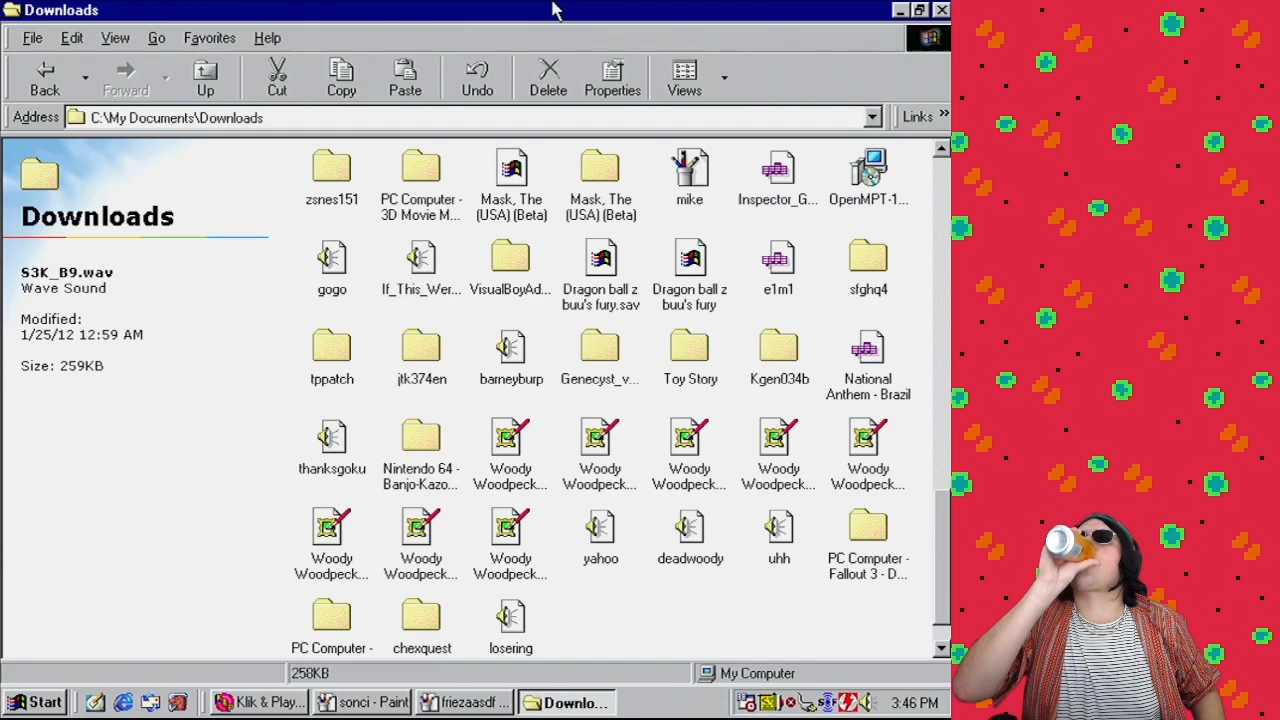 Downloads
File Edit View Go Favorites Help
Back Forward Up Cut Copy Paste Undo Delete Properties Views
Address C:\My Documents\Downloads Links »
Downloads
S3K_B9.wav
Wave Sound
Modified:
1/25/12 12:59 AM
Size: 259KB
zsnes151
PC Computer -
3D Movie M...
Mask, The
(USA) (Beta)
Mask, The
(USA) (Beta)
mike
Inspector_G...
OpenMPT-1...
gogo
If_This_Wer...
VisualBoyAd...
Dragon ball z
buu's fury.sav
Dragon ball z
buu's fury
e1m1
sfghq4
tppatch
jtk374en
barneyburp
Genecyst_v...
Toy Story
Kgen034b
National
Anthem - Brazil
thanksgoku
Nintendo 64 -
Banjo-Kazo...
Woody
Woodpeck...
Woody
Woodpeck...
Woody
Woodpeck...
Woody
Woodpeck...
Woody
Woodpeck...
Woody
Woodpeck...
Woody
Woodpeck...
Woody
Woodpeck...
yahoo
deadwoody
uhh
PC Computer -
Fallout 3 - D...
PC Computer -
chexquest
losering
258KB My Computer
Start Klik & Play... sonci - Paint friezaasdf ... Downlo... 3:46 PM